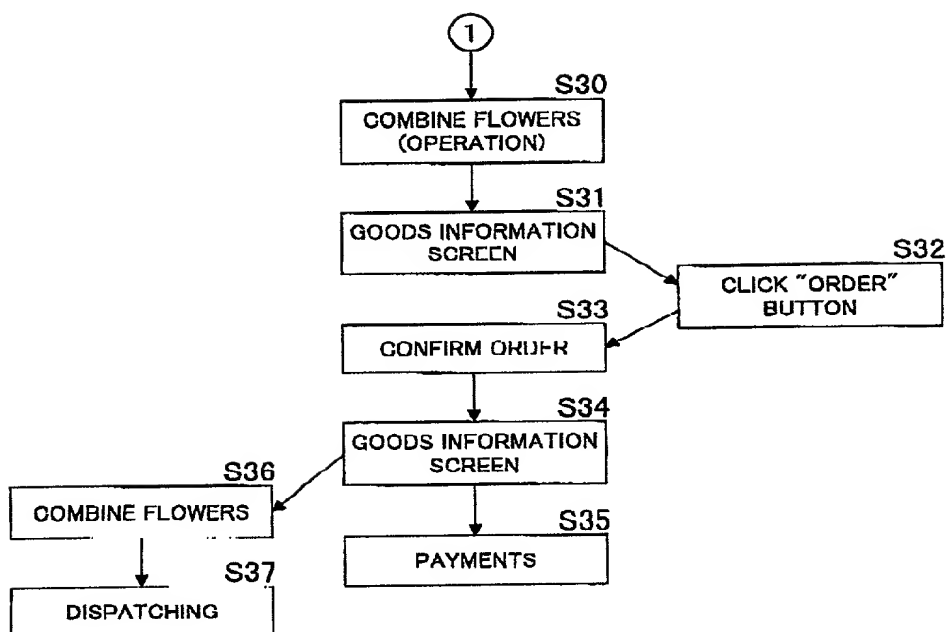 1
S30
COMBINE FLOWERS
(OPERATION)
S31
GOODS INFORMATION
SCREEN
S32
CLICK "ORDER"
BUTTON
S33
CONFIRM ORDER
S34
GOODS INFORMATION
SCREEN
S36
COMBINE FLOWERS
S35
PAYMENTS
S37
DISPATCHING